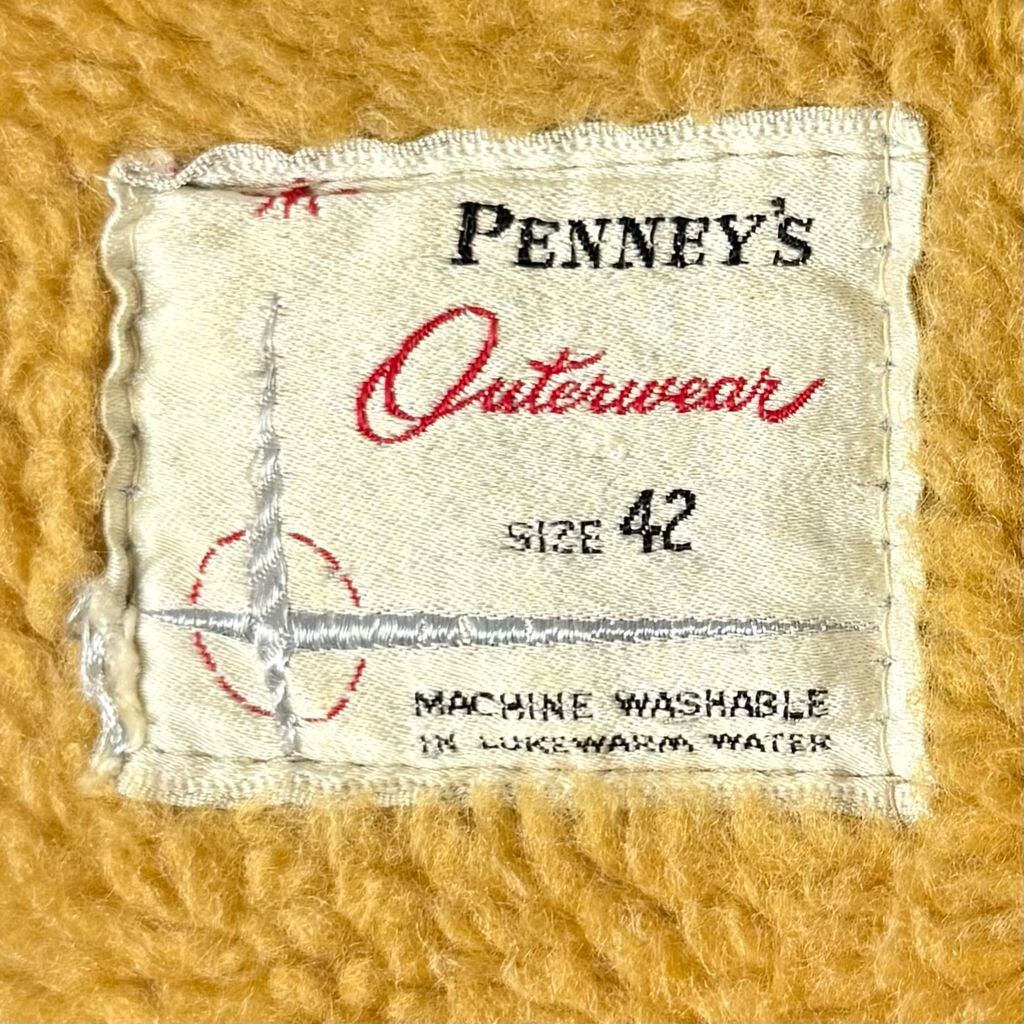 PENNEY'S
Outerwear
SIZE 42
MACHINE WASHABLE
IN LUKEWARM WATER